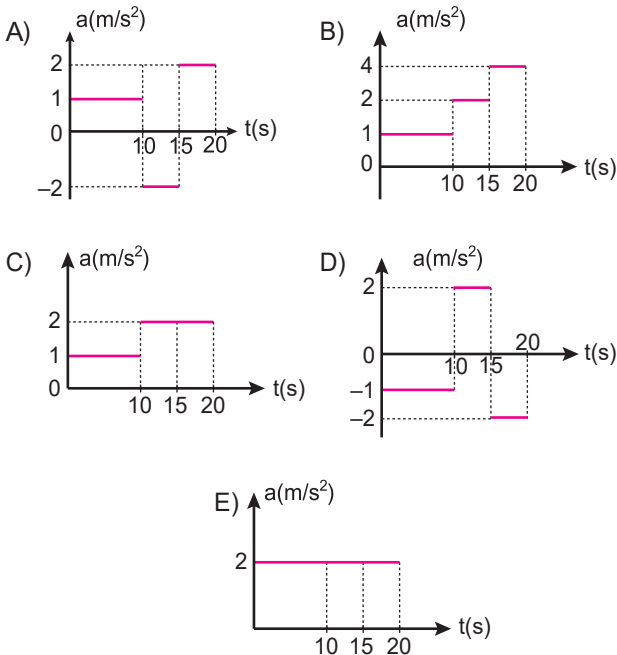 A) a(m/s²)
2
1
0
–2
10 15 20 t(s)
B) a(m/s²)
4
2
1
0
10 15 20 t(s)
C) a(m/s²)
2
1
0
10 15 20 t(s)
D) a(m/s²)
2
0
–1
–2
10 15 20 t(s)
E) a(m/s²)
2
10 15 20 t(s)